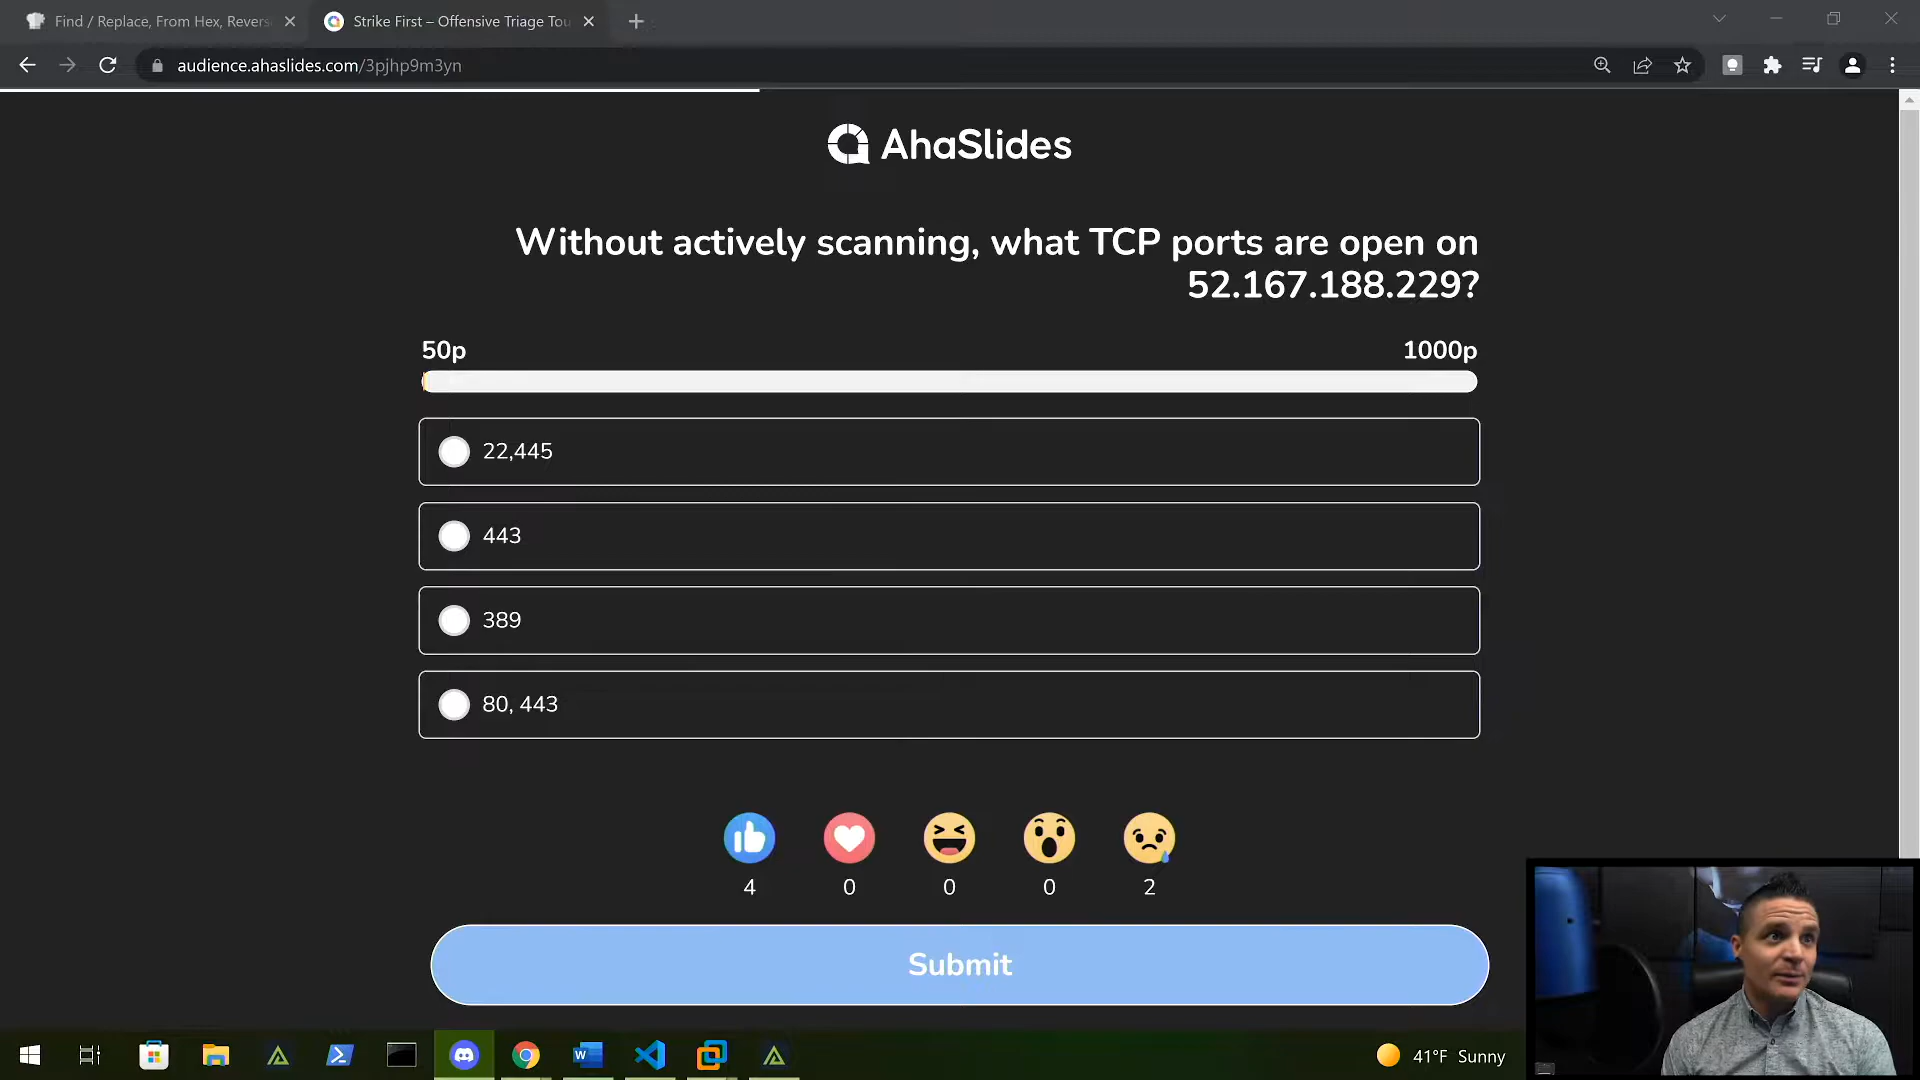 Find / Replace, From Hex, Revers
Strike First – Offensive Triage Tou
audience.ahaslides.com/3pjhp9m3yn
AhaSlides
Without actively scanning, what TCP ports are open on
52.167.188.229?
50p
1000p
22,445
443
389
80, 443
4
0
0
0
2
Submit
41°F Sunny